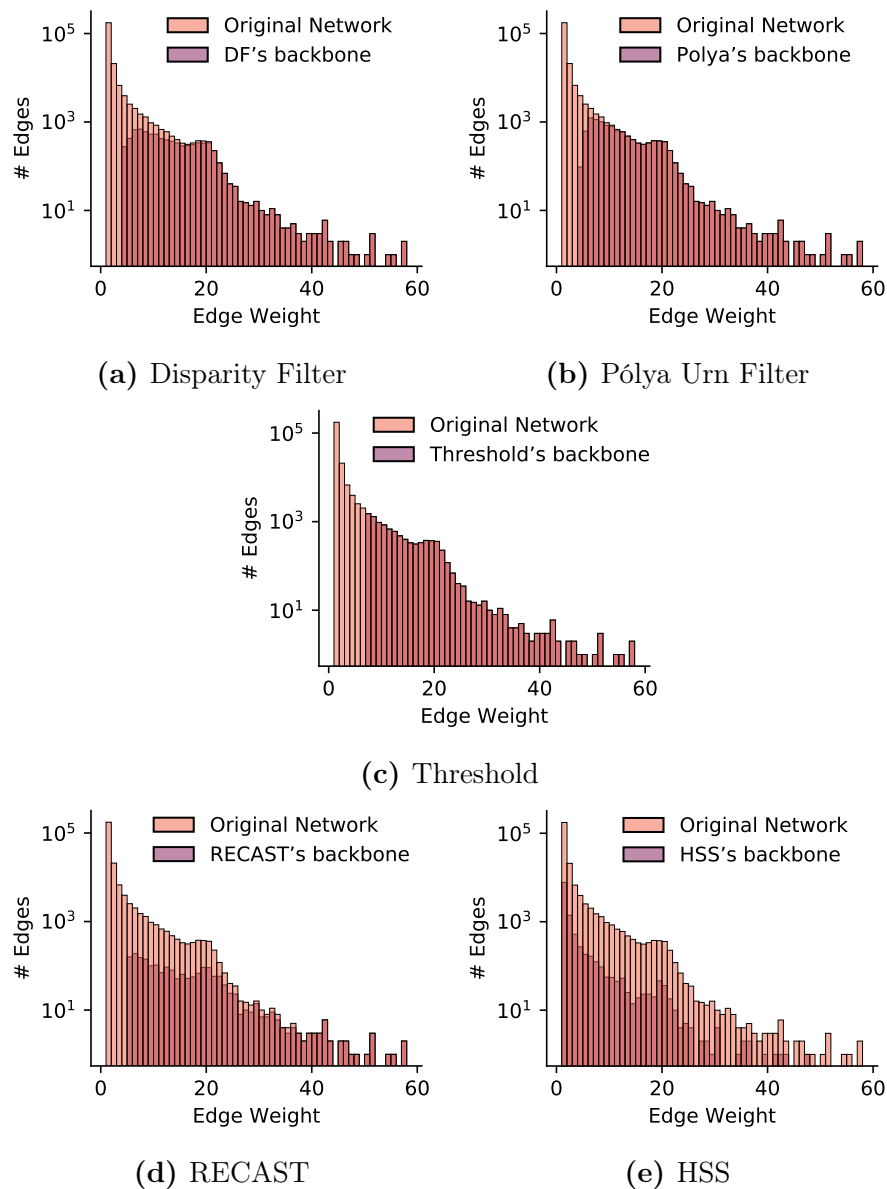 Original Network
DF's backbone
10^5
10^3
10^1
# Edges
0 20 40 60
Edge Weight
(a) Disparity Filter
Original Network
Polya's backbone
10^5
10^3
10^1
# Edges
0 20 40 60
Edge Weight
(b) Pólya Urn Filter
Original Network
Threshold's backbone
10^5
10^3
10^1
# Edges
0 20 40 60
Edge Weight
(c) Threshold
Original Network
RECAST's backbone
10^5
10^3
10^1
# Edges
0 20 40 60
Edge Weight
(d) RECAST
Original Network
HSS's backbone
10^5
10^3
10^1
# Edges
0 20 40 60
Edge Weight
(e) HSS